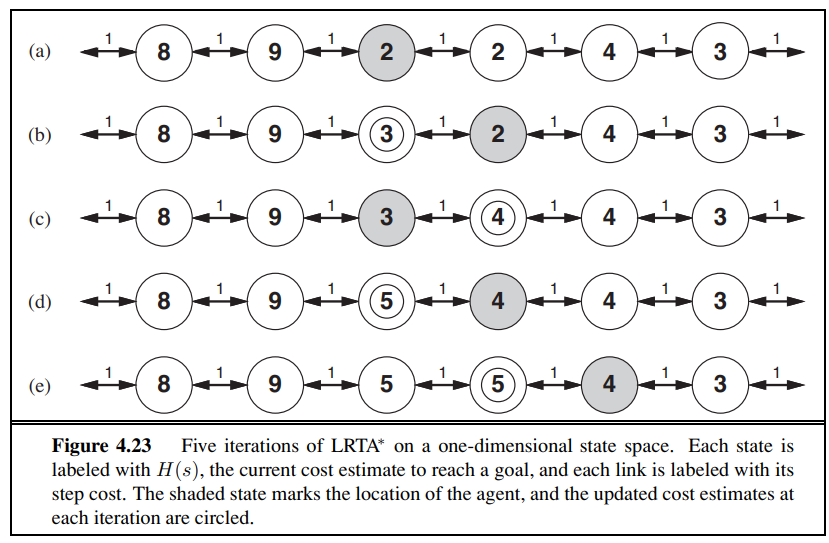 1 1 1 1 1 1 1
(a) 8 9 2 2 4 3
1 1 1 1 1 1 1
(b) 8 9 3 2 4 3
1 1 1 1 1 1 1
(c) 8 9 3 4 4 3
1 1 1 1 1 1 1
(d) 8 9 5 4 4 3
1 1 1 1 1 1 1
(e) 8 9 5 5 4 3
Figure 4.23 Five iterations of LRTA* on a one-dimensional state space. Each state is
labeled with H(s), the current cost estimate to reach a goal, and each link is labeled with its
step cost. The shaded state marks the location of the agent, and the updated cost estimates at
each iteration are circled.